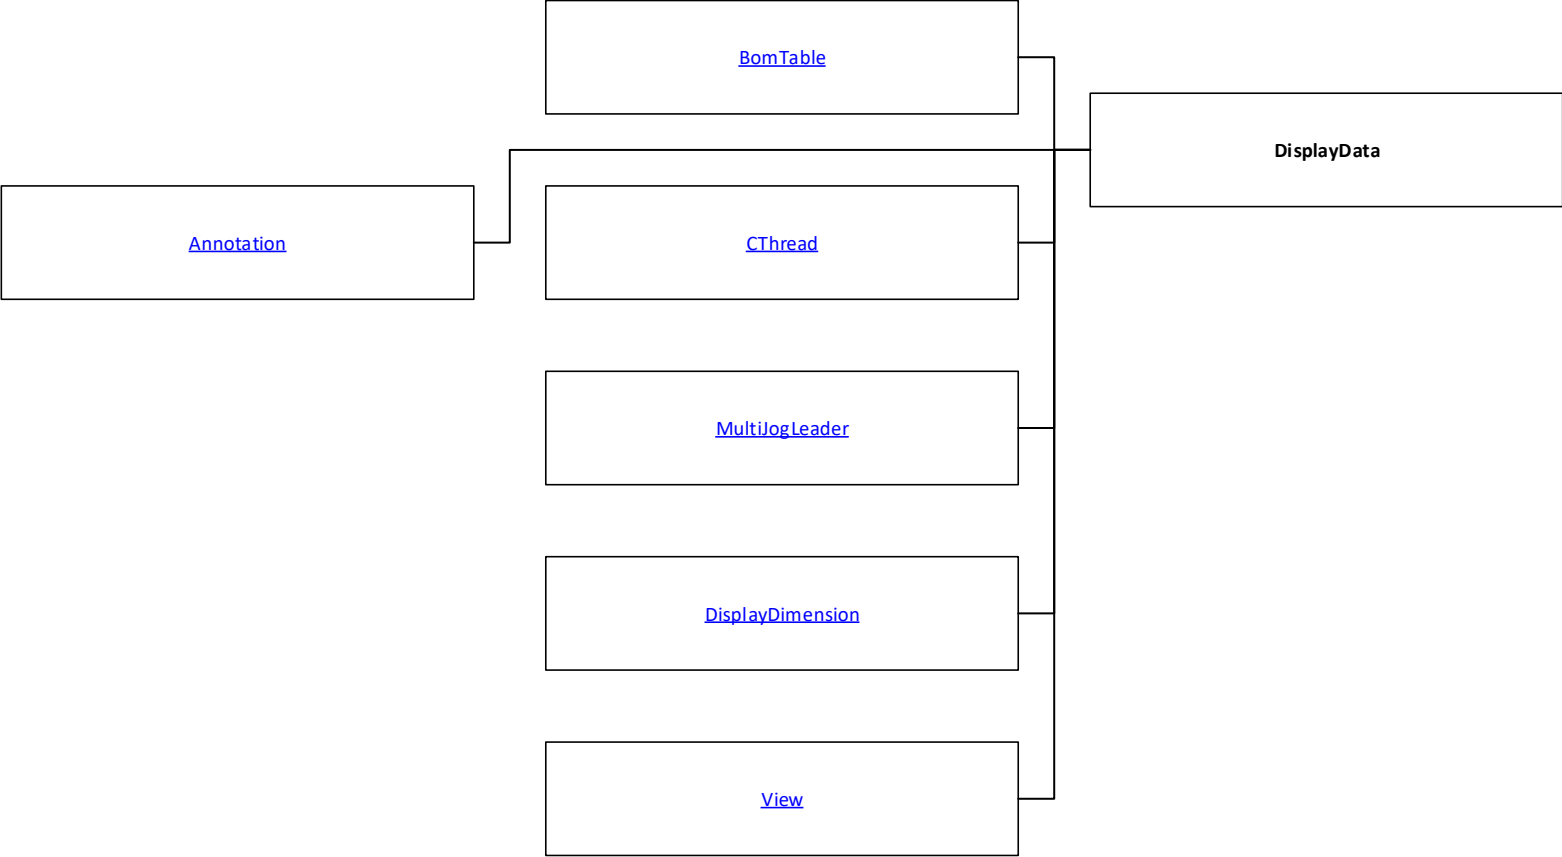 BomTable
DisplayData
Annotation
CThread
MultiJogLeader
DisplayDimension
View